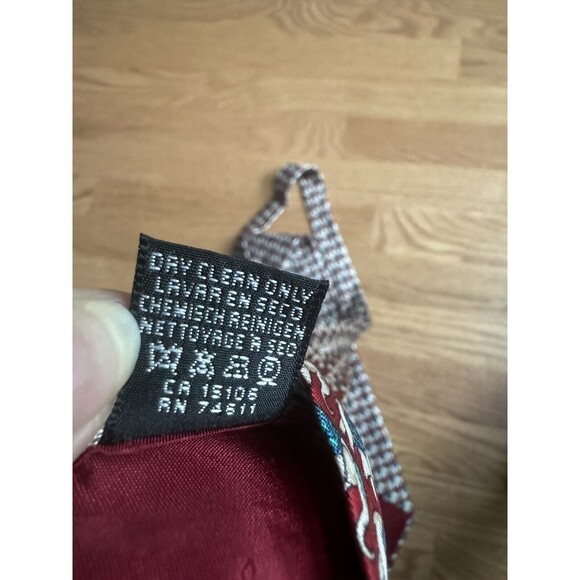 DRY CLEAN ONLY
LAVAR EN SECO
CHEMISCH REINIGEN
NETTOYAGE A SEC
P
CA 15106
RN 74611